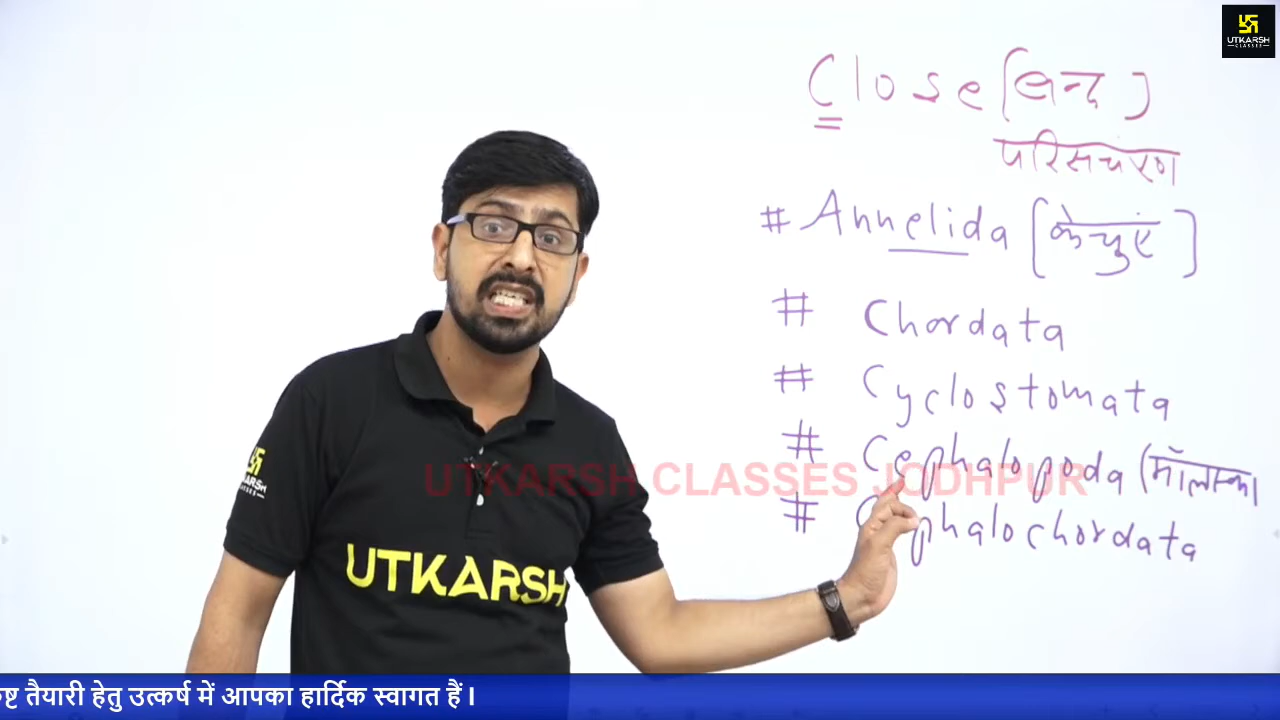 UTKARSH
CLASSES
Close (बन्द)
परिसंचरण
# Annelida [केचुएं]
# Chordata
# Cyclostomata
# Cephalopoda (मॉलस्का
# Cephalochordata
UTKARSH CLASSES JODHPUR
UTKARSH
तैयारी हेतु उत्कर्ष में आपका हार्दिक स्वागत हैं।